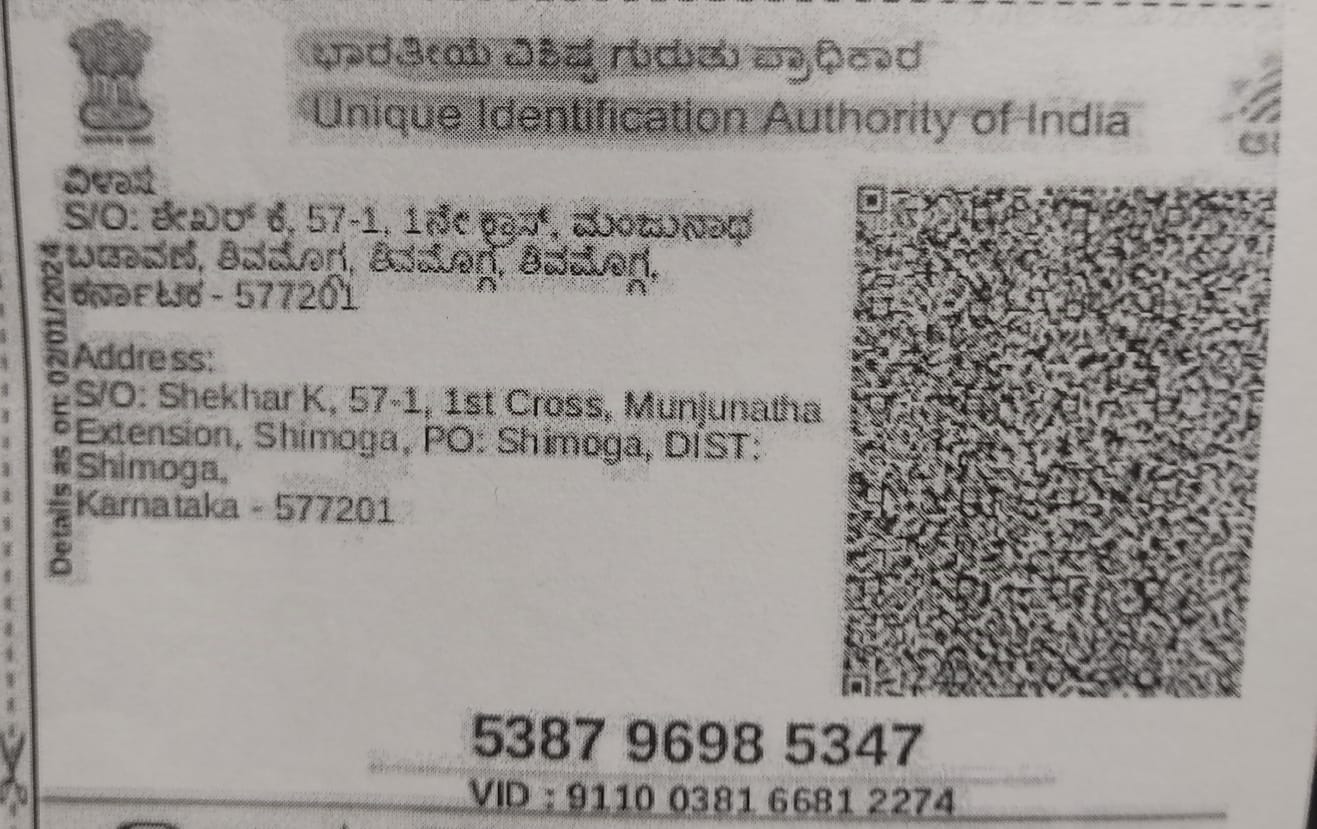 ಭಾರತೀಯ ವಿಶಿಷ್ಟ ಗುರುತು ಪ್ರಾಧಿಕಾರ
Unique Identification Authority of India
ವಿಳಾಸ:
S/O: ಶೇಖರ್ ಕೆ, 57-1, 1ನೇ ಕ್ರಾಸ್, ಮಂಜುನಾಥ
ಬಡಾವಣೆ, ಶಿವಮೊಗ್ಗ, ಶಿವಮೊಗ್ಗ, ಶಿವಮೊಗ್ಗ,
ಕರ್ನಾಟಕ - 577201
Address:
S/O: Shekhar K, 57-1, 1st Cross, Munjunatha
Extension, Shimoga, PO: Shimoga, DIST:
Shimoga,
Karnataka - 577201
Details as on: 02/01/2024
5387 9698 5347
VID : 9110 0381 6681 2274